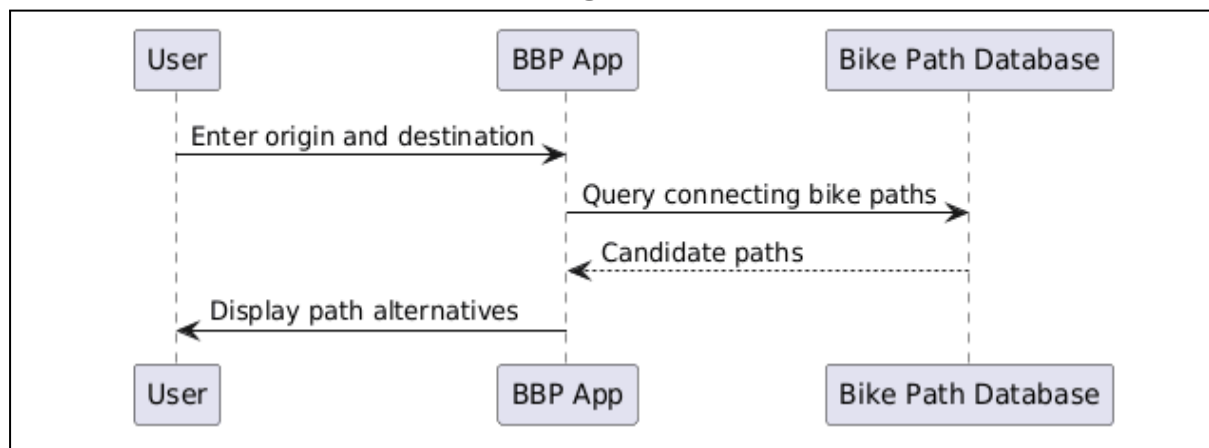 User
BBP App
Bike Path Database
Enter origin and destination
Query connecting bike paths
Candidate paths
Display path alternatives
User
BBP App
Bike Path Database